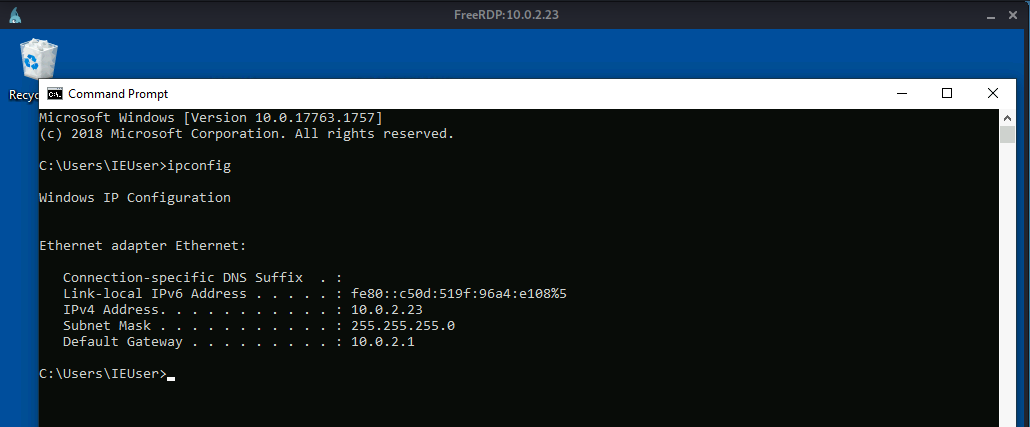 FreeRDP:10.0.2.23
Recyc
Command Prompt
Microsoft Windows [Version 10.0.17763.1757]
(c) 2018 Microsoft Corporation. All rights reserved.
C:\Users\IEUser>ipconfig
Windows IP Configuration
Ethernet adapter Ethernet:
Connection-specific DNS Suffix  . :
Link-local IPv6 Address . . . . . : fe80::c50d:519f:96a4:e108%5
IPv4 Address. . . . . . . . . . . : 10.0.2.23
Subnet Mask . . . . . . . . . . . : 255.255.255.0
Default Gateway . . . . . . . . . : 10.0.2.1
C:\Users\IEUser>